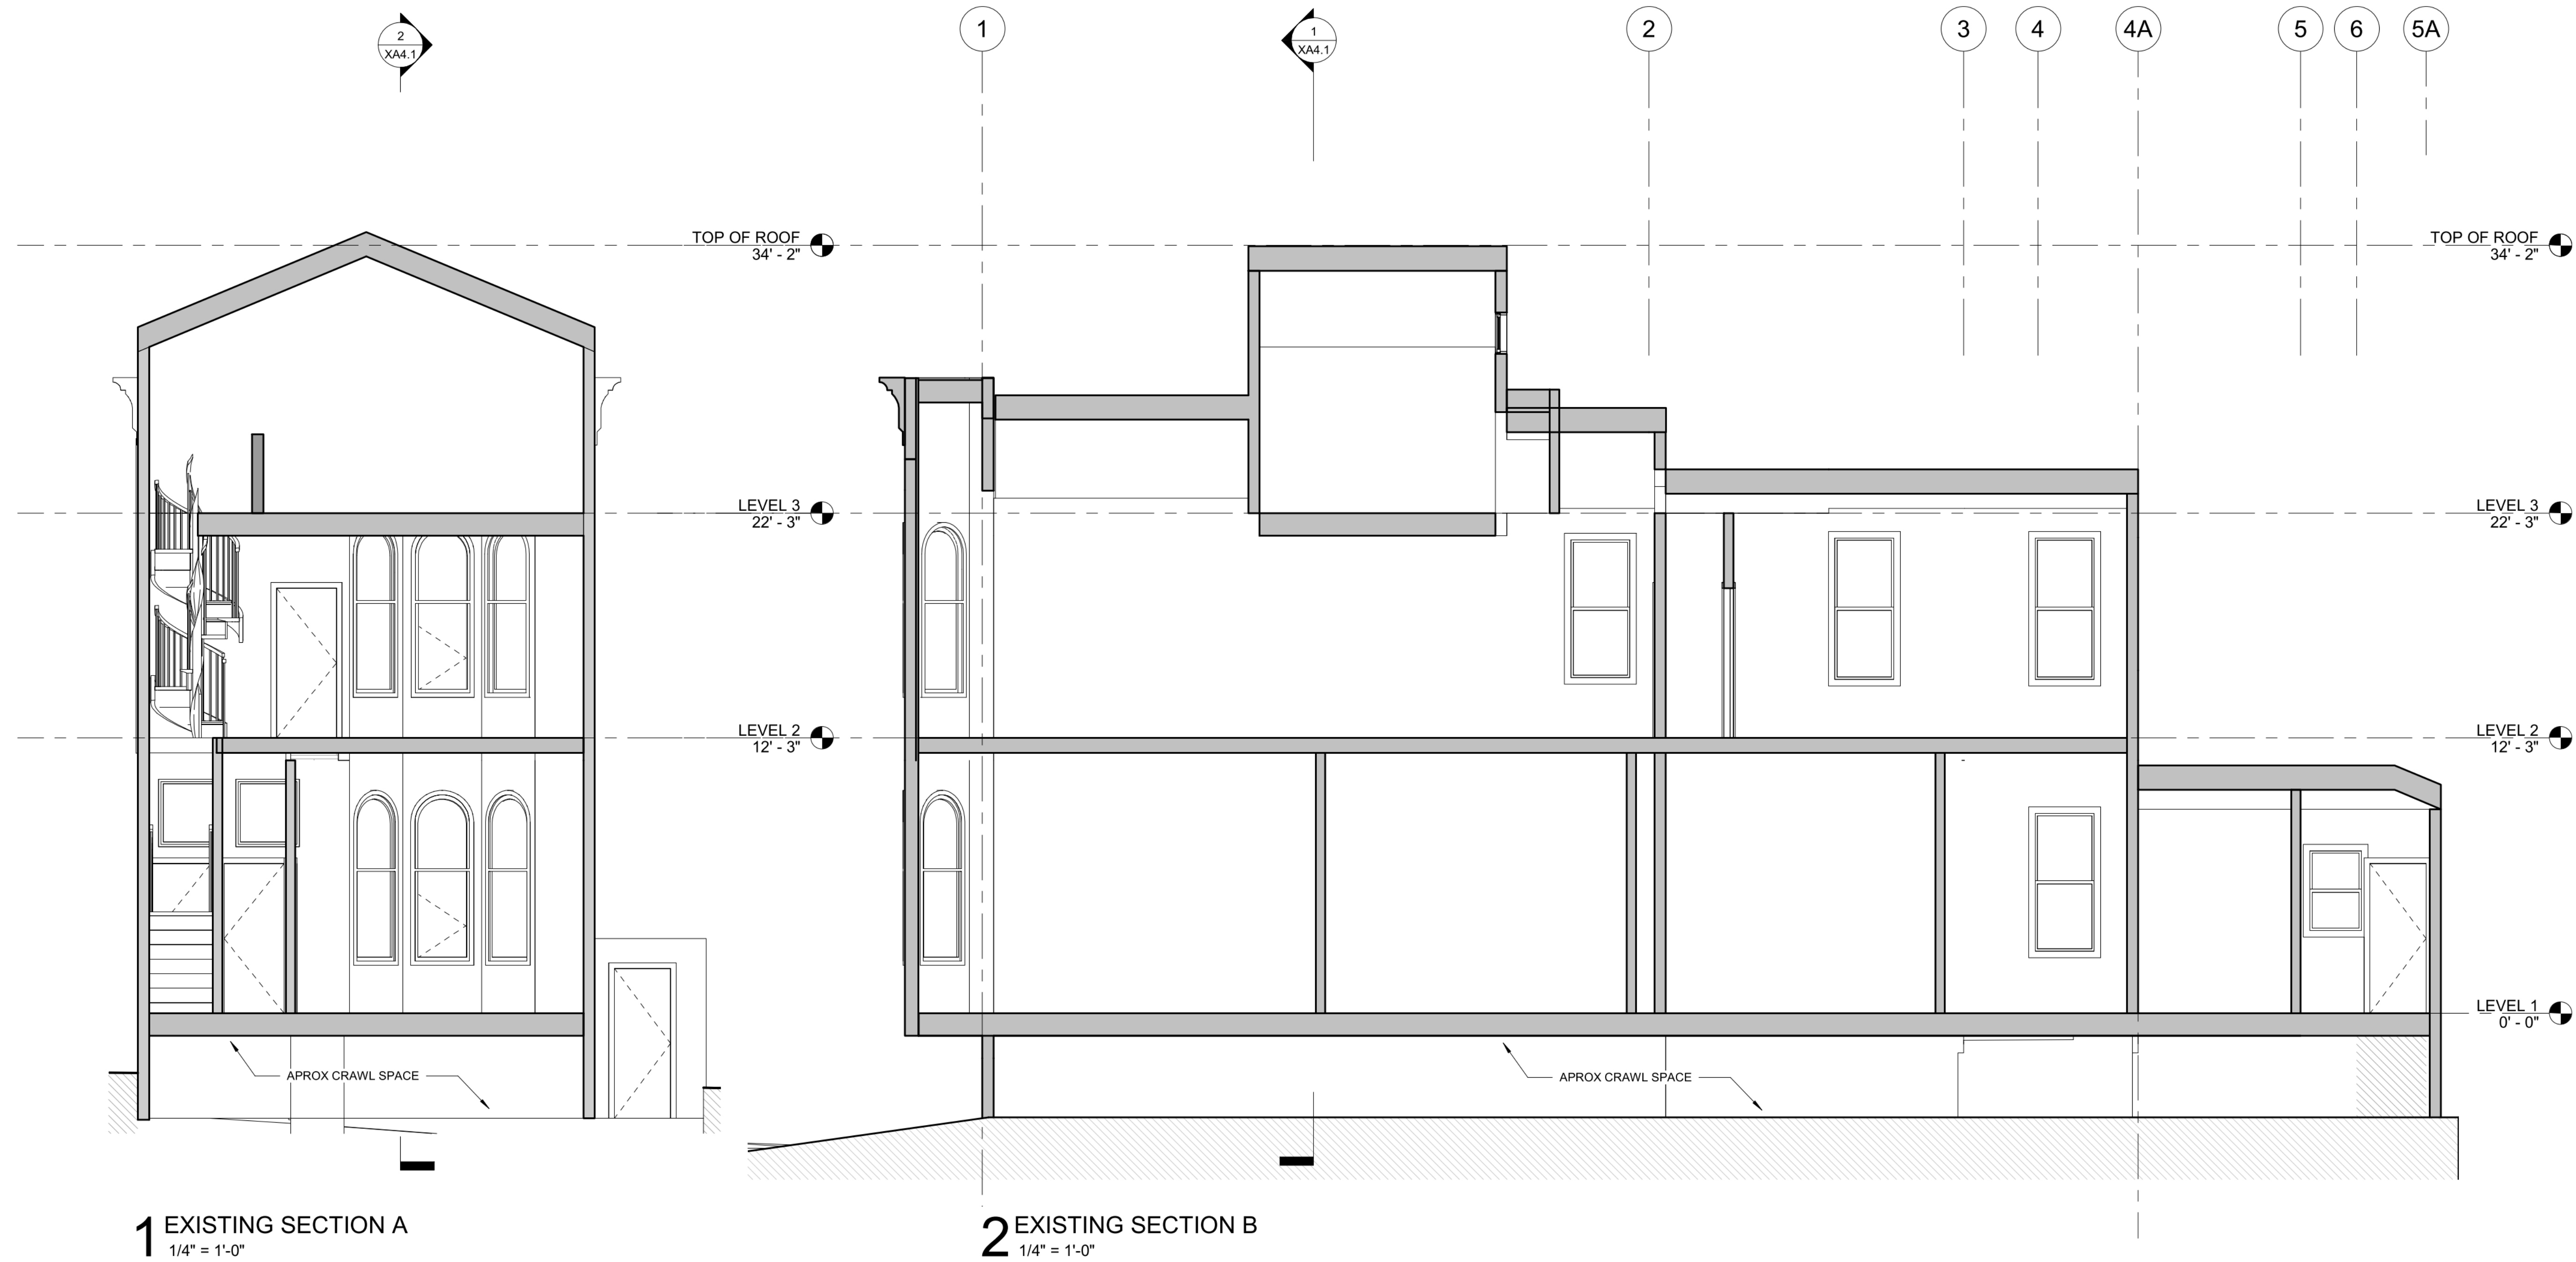 2
XA4.1
1
1
XA4.1
2
3
4
4A
5
6
5A
TOP OF ROOF
34' - 2"
TOP OF ROOF
34' - 2"
LEVEL 3
22' - 3"
LEVEL 3
22' - 3"
LEVEL 2
12' - 3"
LEVEL 2
12' - 3"
LEVEL 1
0' - 0"
APROX CRAWL SPACE
APROX CRAWL SPACE
1 EXISTING SECTION A
1/4" = 1'-0"
2 EXISTING SECTION B
1/4" = 1'-0"